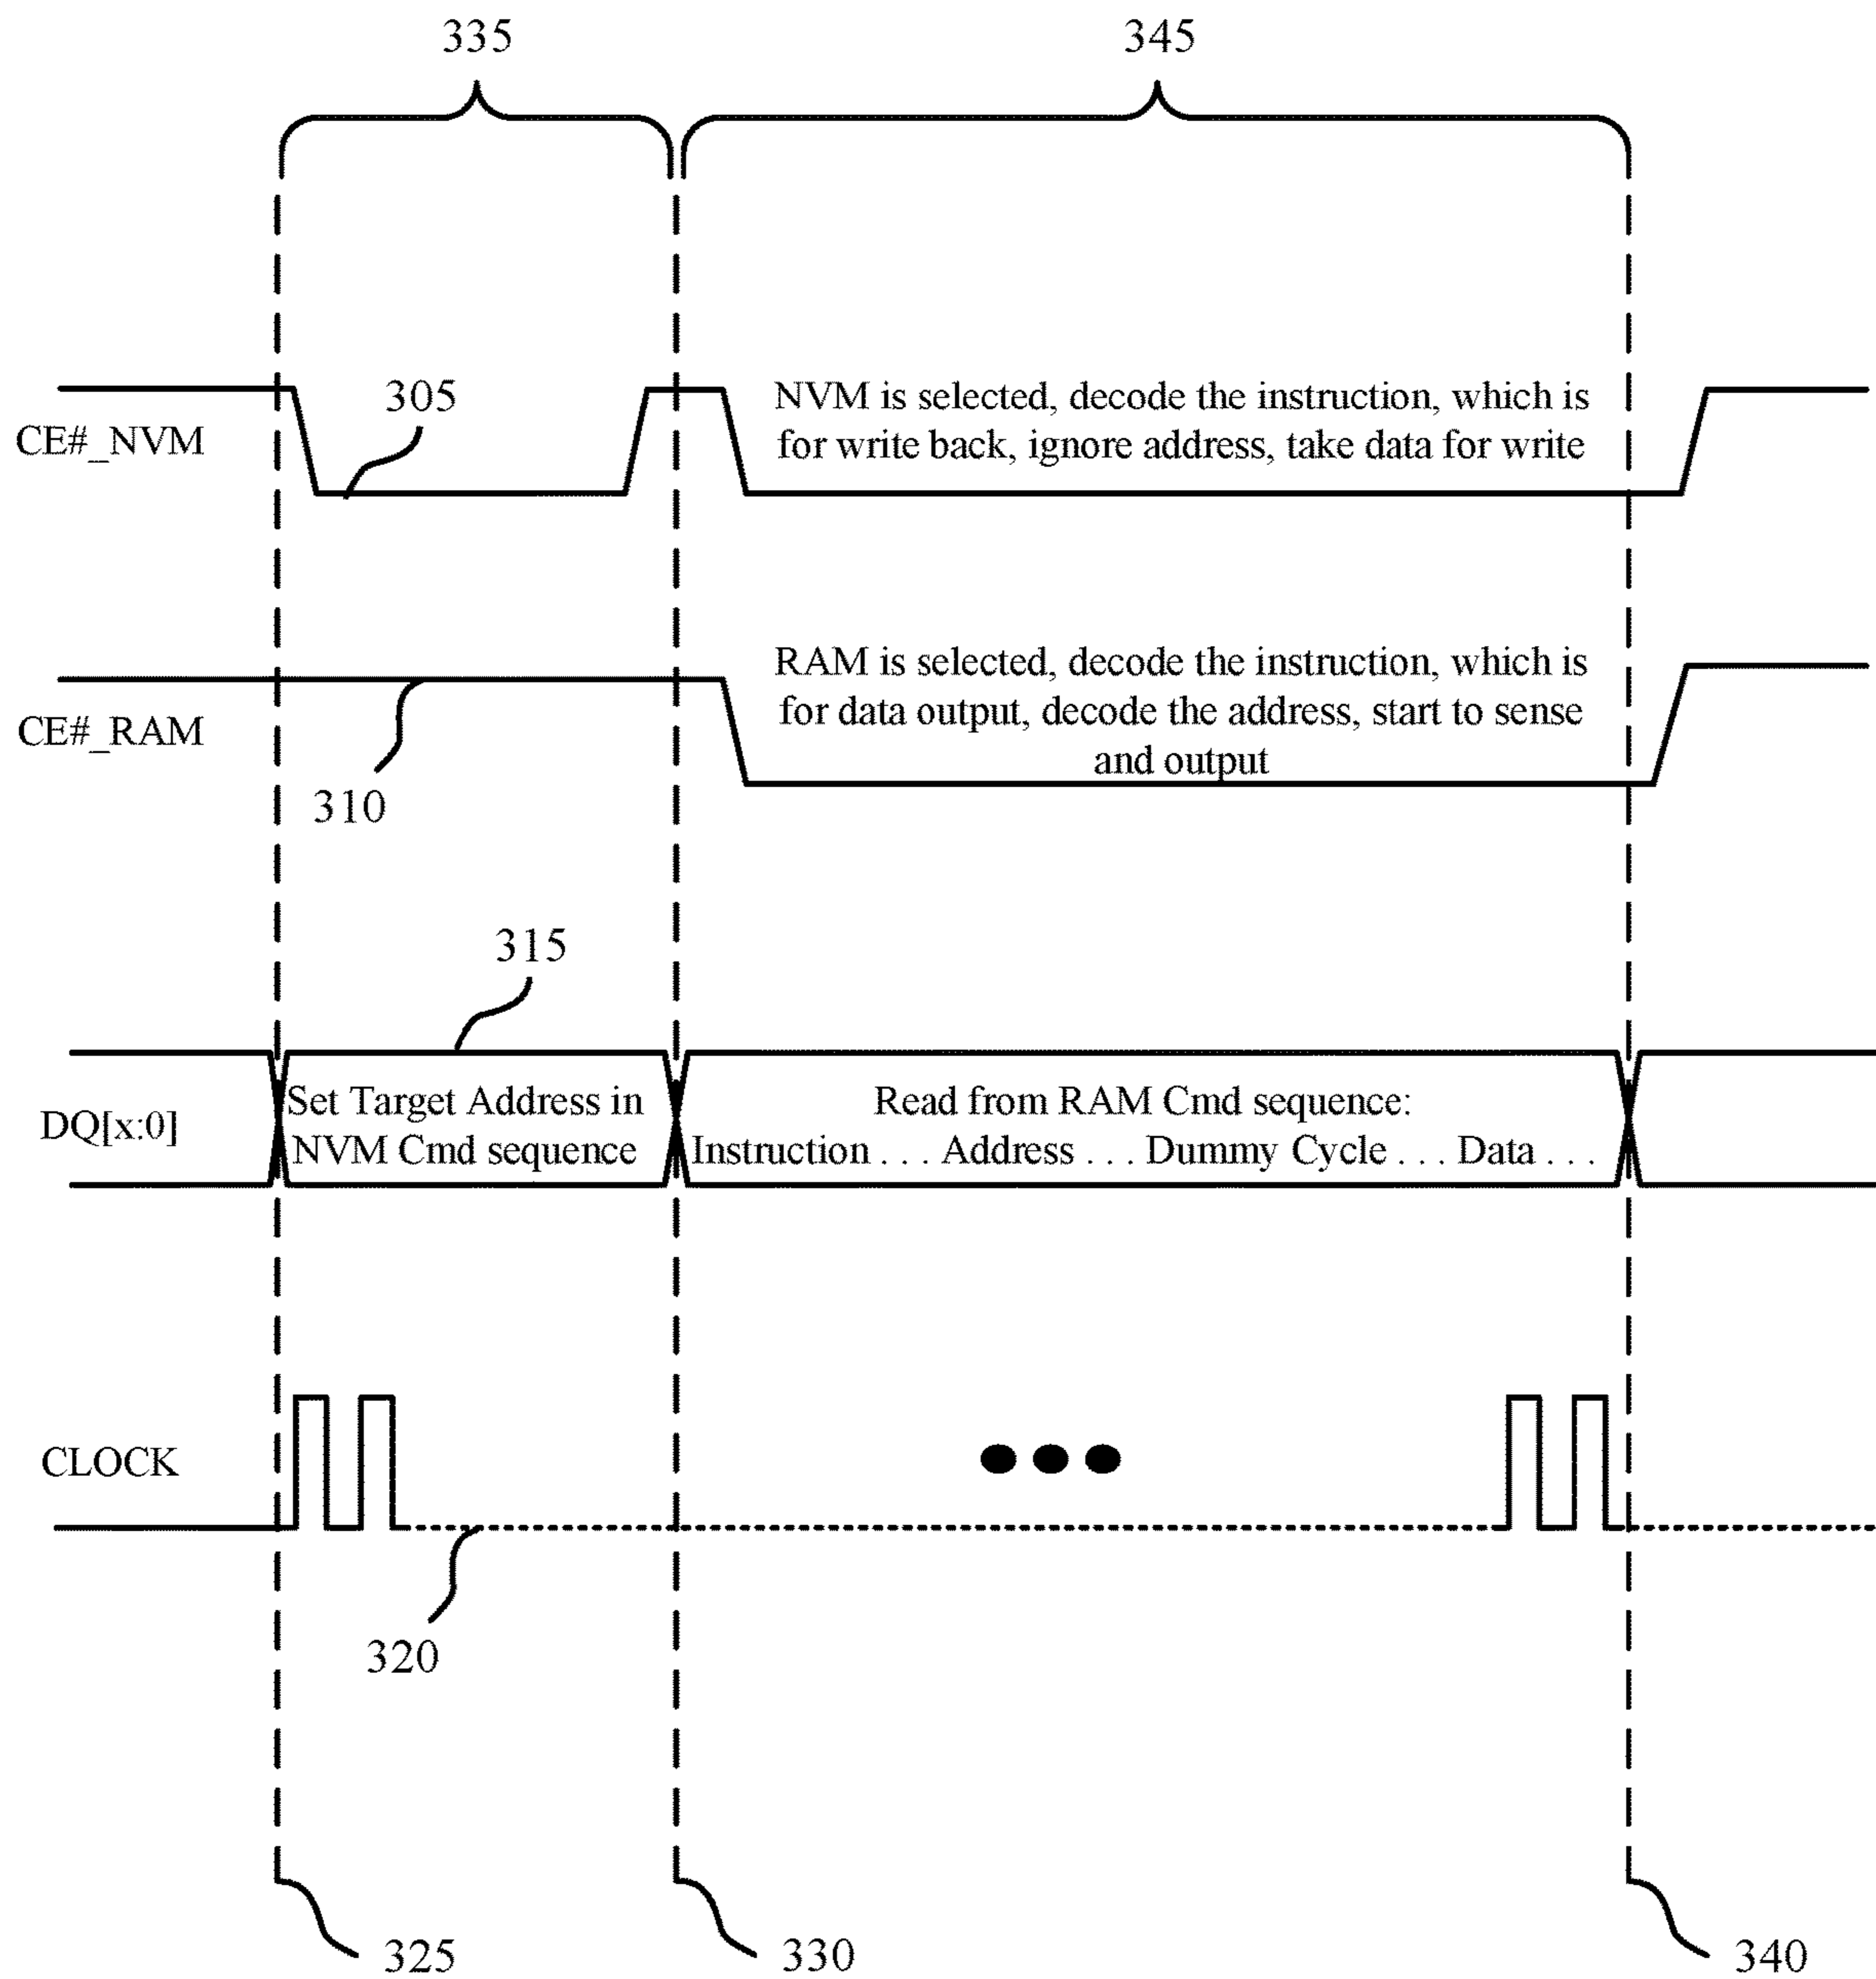 335
345
305
NVM is selected, decode the instruction, which is
for write back, ignore address, take data for write
CE#_NVM
RAM is selected, decode the instruction, which is
for data output, decode the address, start to sense
and output
CE#_RAM
310
315
DQ[x:0]
Set Target Address in
NVM Cmd sequence
Read from RAM Cmd sequence:
Instruction . . . Address . . . Dummy Cycle . . . Data . . .
CLOCK
320
325
330
340